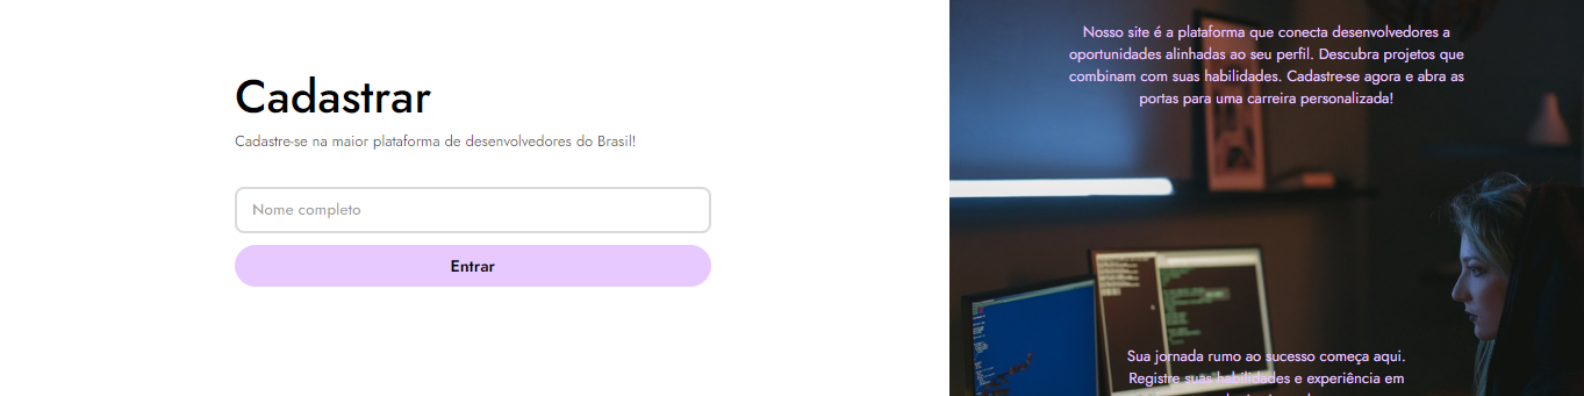 Cadastrar
Cadastre-se na maior plataforma de desenvolvedores do Brasil!
Nome completo
Entrar
Nosso site é a plataforma que conecta desenvolvedores a
oportunidades alinhadas ao seu perfil. Descubra projetos que
combinam com suas habilidades. Cadastre-se agora e abra as
portas para uma carreira personalizada!
Sua jornada rumo ao sucesso começa aqui.
Registre suas habilidades e experiência em